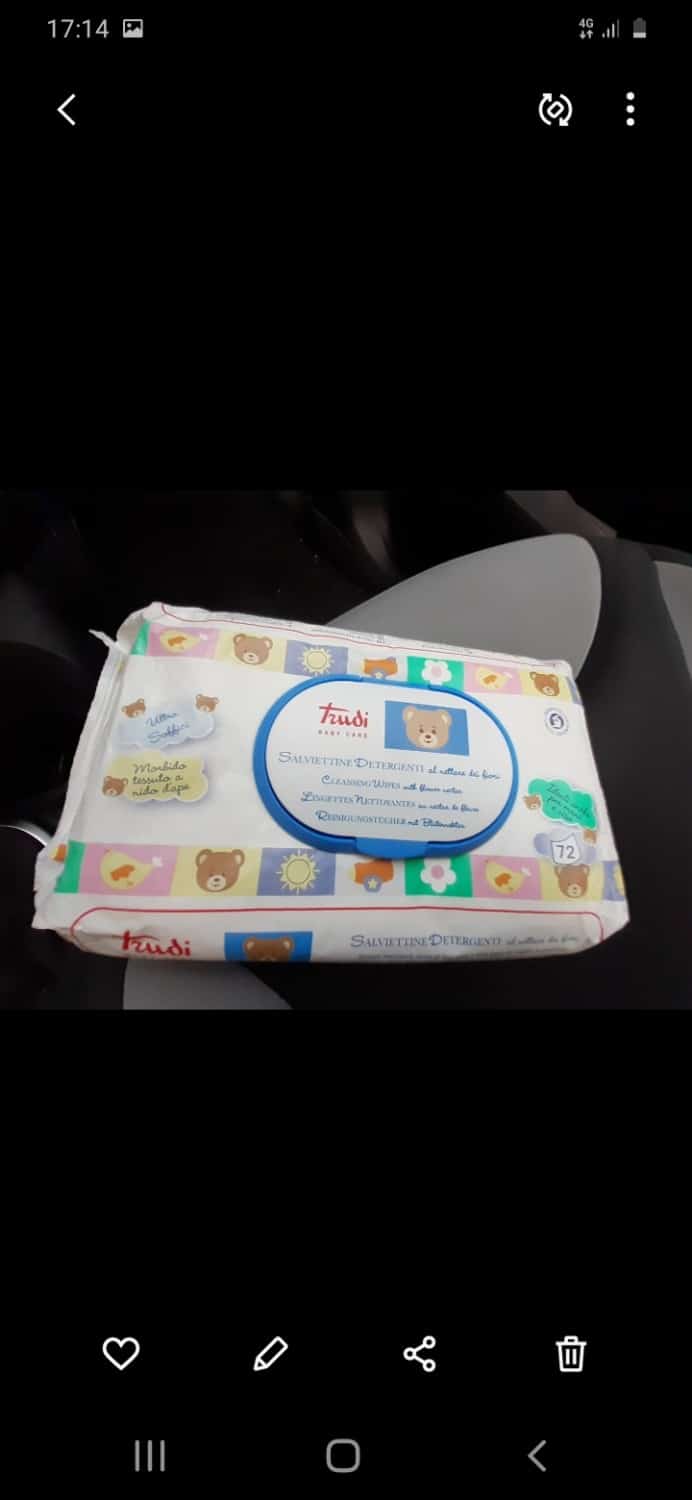 17:14
4G
Trudi
BABY CARE
SALVIETTINE DETERGENTI al nettare dei fiori
CLEANSING WIPES with flower nectar
LINGETTES NETTOYANTES au nectar de fleurs
REINIGUNGSTÜCHER mit Blütennektar
Ultra
Soffici
Morbido
tessuto a
nido d'ape
72
Trudi
SALVIETTINE DETERGENTI al nettare dei fiori